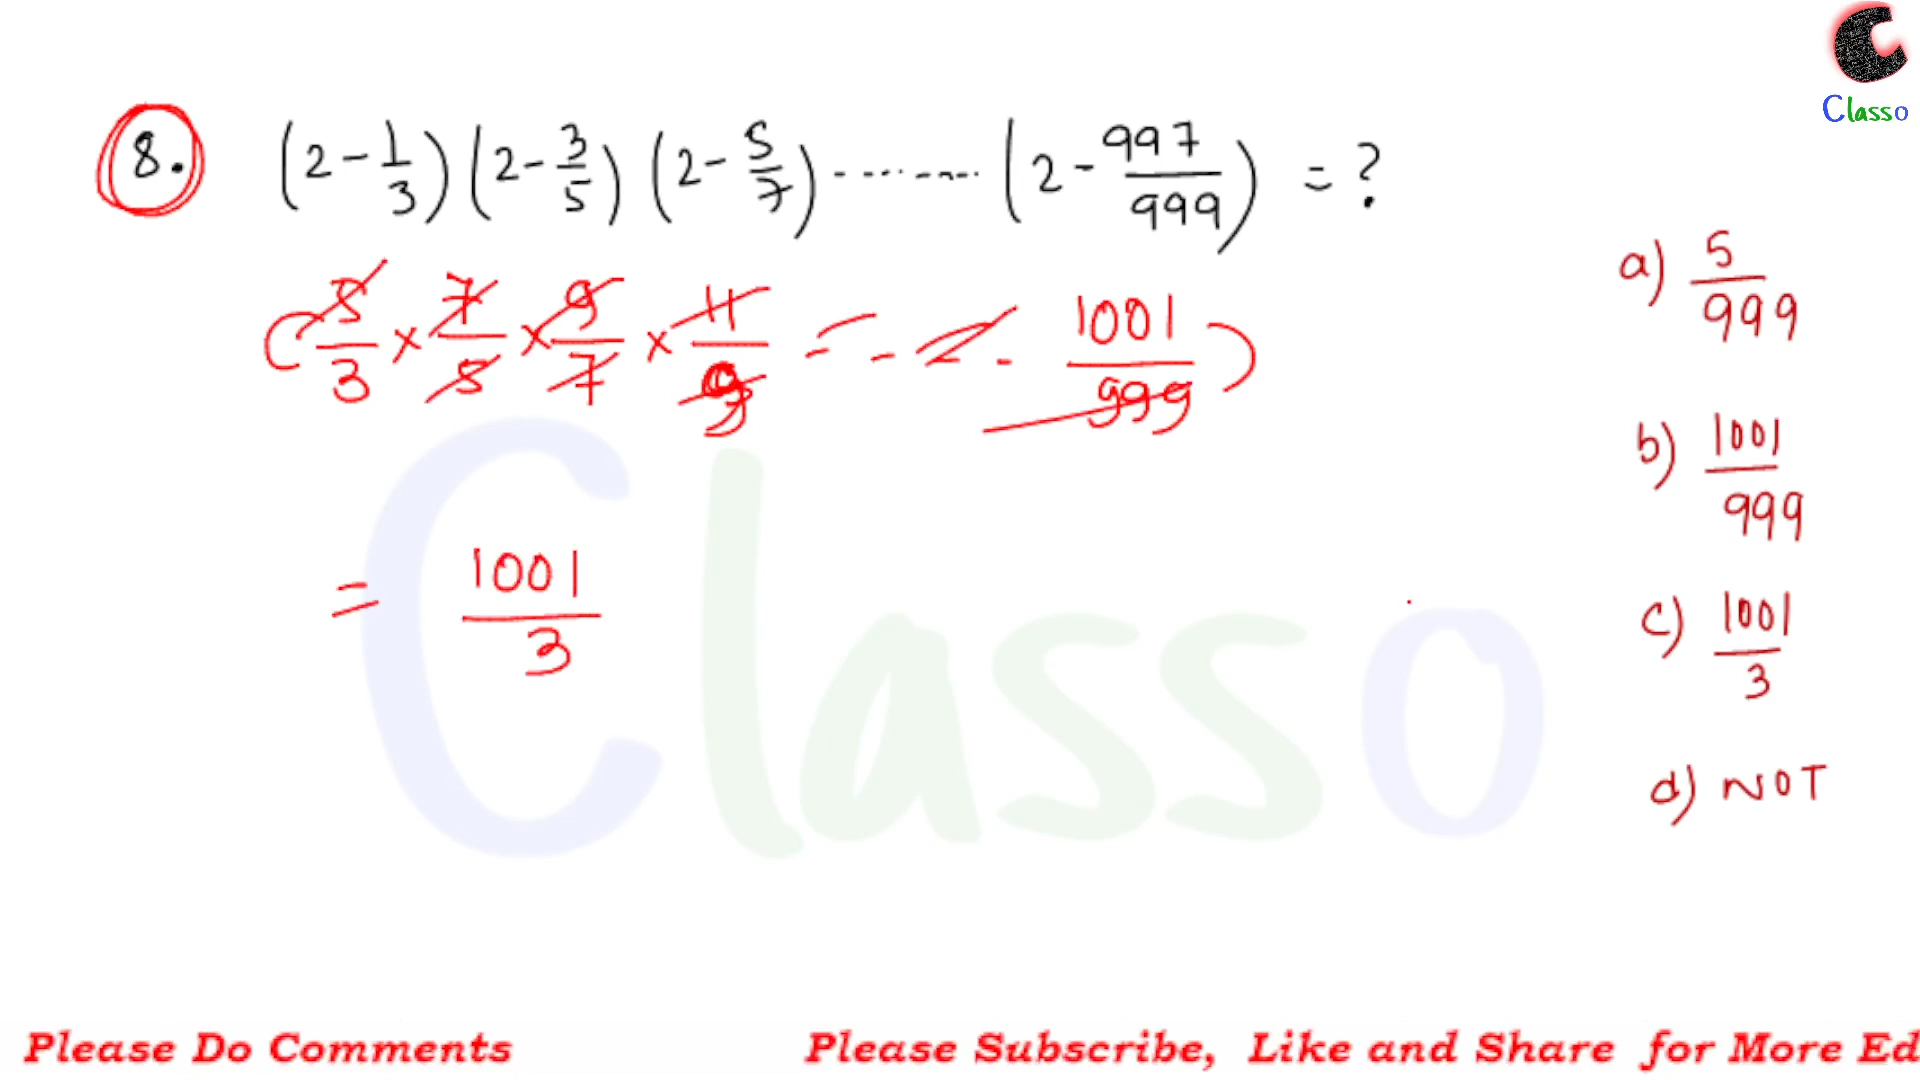 Classo
8. (2 - 1/3) (2 - 3/5) (2 - 5/7) ------- (2 - 997/999) = ?
(5/3 × 7/5 × 9/7 × 11/9 ----- 1001/999)
= 1001/3
a) 5/999
b) 1001/999
c) 1001/3
d) NOT
Classo
Please Do Comments Please Subscribe, Like and Share for More Ed